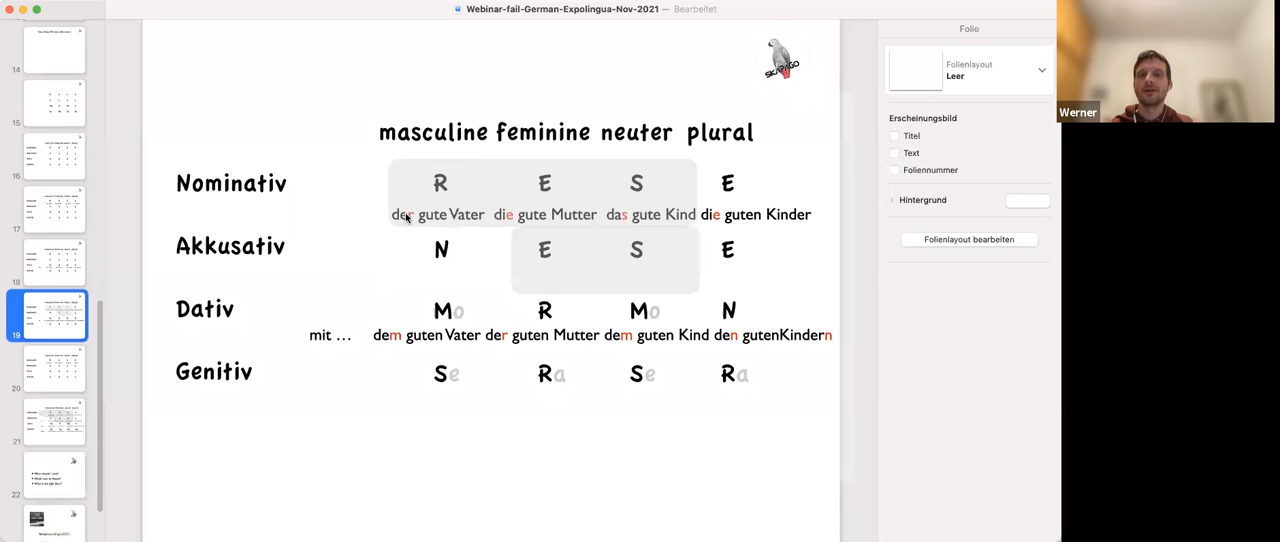 Webinar-fail-German-Expolingua-Nov-2021 — Bearbeitet
14
15
16
17
18
19
20
21
22
SKAPAGO
masculine feminine neuter plural
Nominativ R E S E
der gute Vater die gute Mutter das gute Kind die guten Kinder
Akkusativ N E S E
Dativ Mo R Mo N
mit … dem guten Vater der guten Mutter dem guten Kind den gutenKindern
Genitiv Se Ra Se Ra
Folie
Folienlayout
Leer
Erscheinungsbild
Titel
Text
Foliennummer
Hintergrund
Folienlayout bearbeiten
Werner